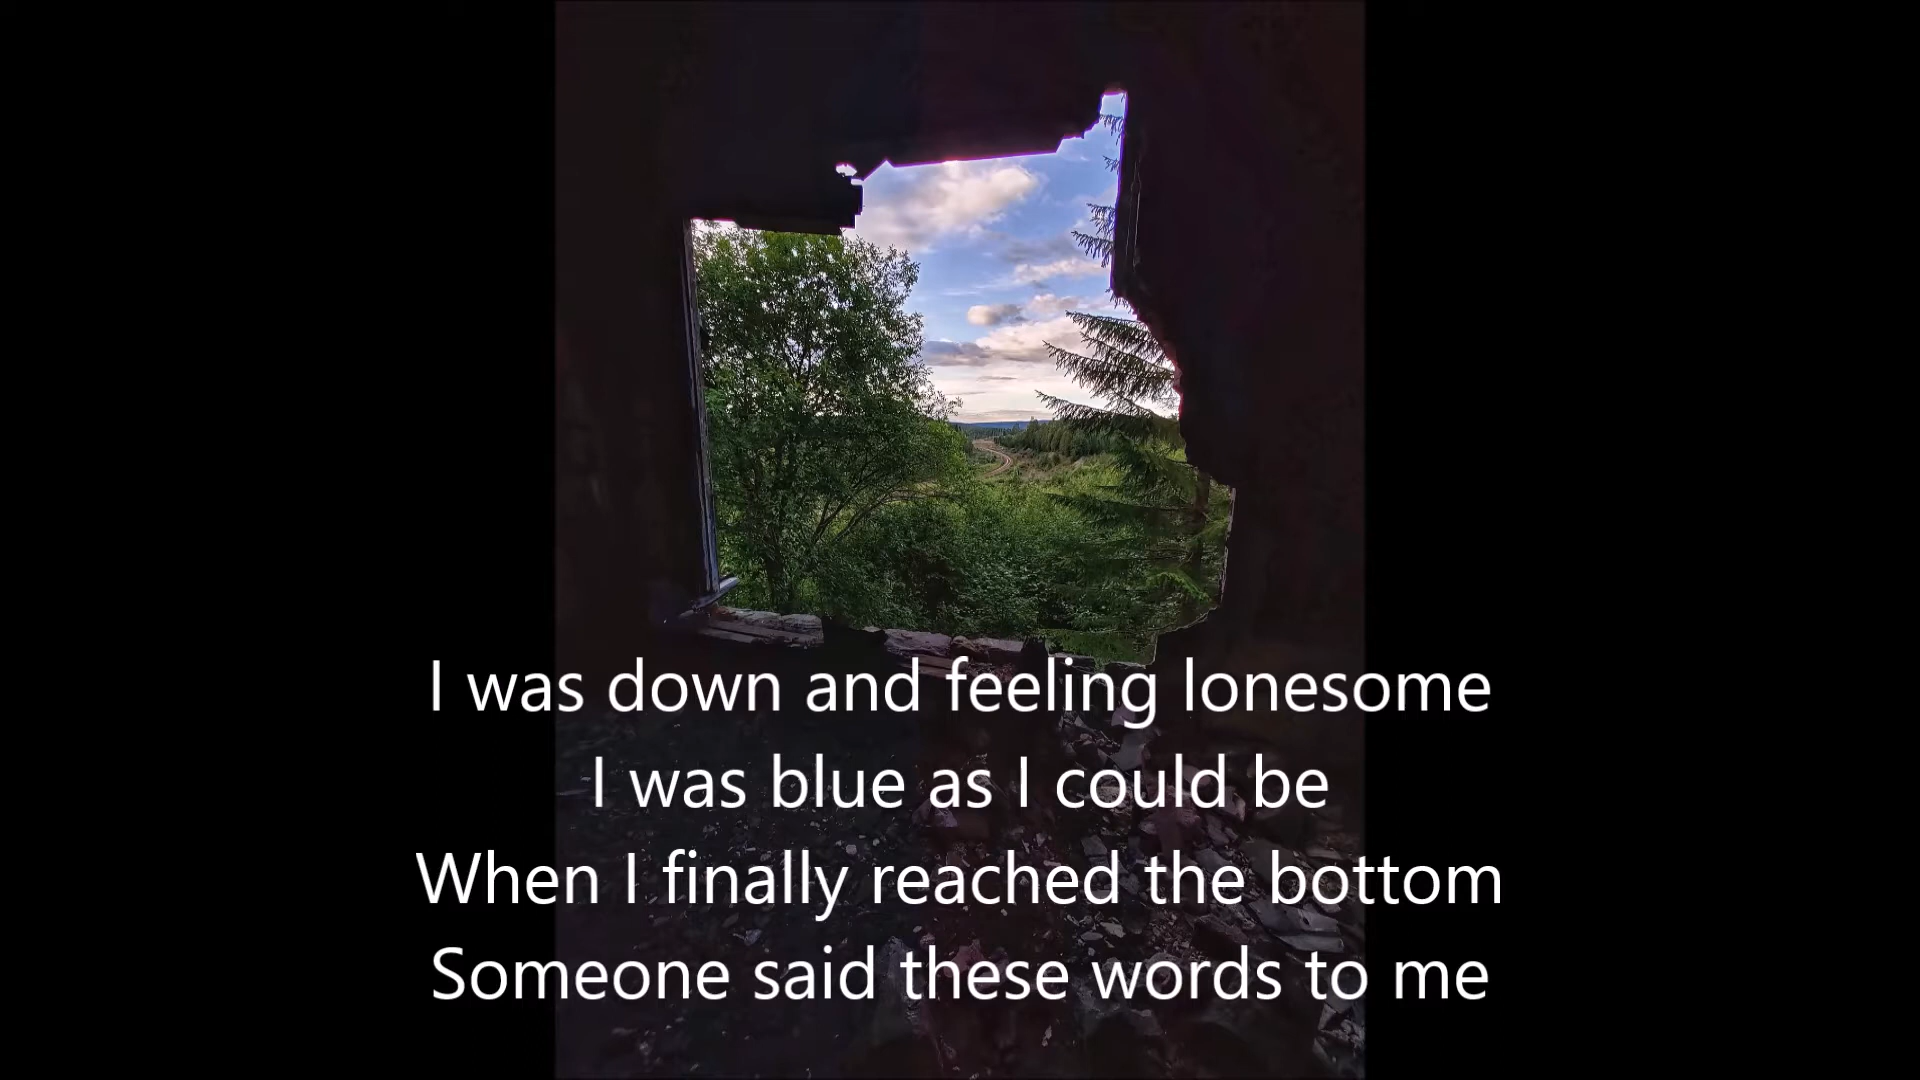 I was down and feeling lonesome
I was blue as I could be
When I finally reached the bottom
Someone said these words to me